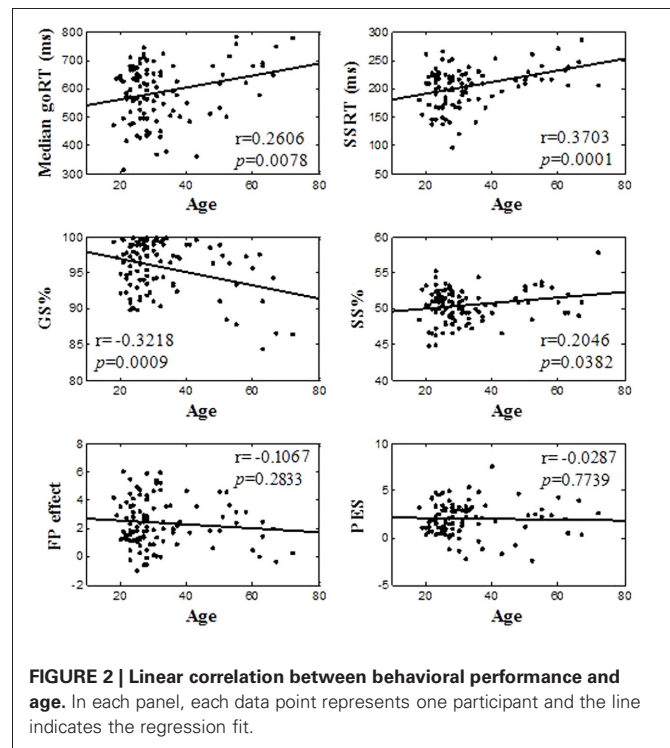 Median goRT (ms)
800
700
600
500
400
300
20 40 60 80
Age
r=0.2606
p=0.0078
SSRT (ms)
300
250
200
150
100
50
20 40 60 80
Age
r=0.3703
p=0.0001
GS%
100
95
90
85
80
20 40 60 80
Age
r= -0.3218
p=0.0009
SS%
60
55
50
45
40
20 40 60 80
Age
r=0.2046
p=0.0382
FP effect
8
6
4
2
0
-2
20 40 60 80
Age
r= -0.1067
p=0.2833
PES
10
5
0
-5
20 40 60 80
Age
r= -0.0287
p=0.7739
FIGURE 2 | Linear correlation between behavioral performance and
age. In each panel, each data point represents one participant and the line
indicates the regression fit.